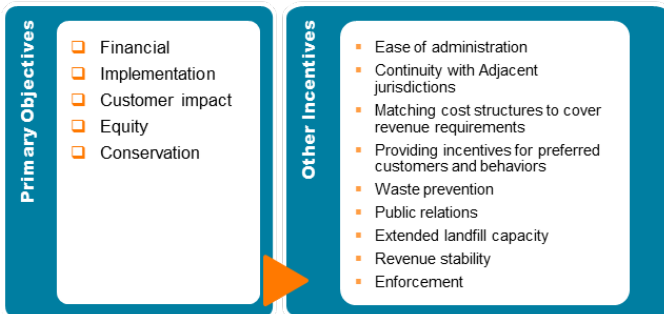 Primary Objectives
Financial
Implementation
Customer impact
Equity
Conservation
Other Incentives
Ease of administration
Continuity with Adjacent
jurisdictions
Matching cost structures to cover
revenue requirements
Providing incentives for preferred
customers and behaviors
Waste prevention
Public relations
Extended landfill capacity
Revenue stability
Enforcement